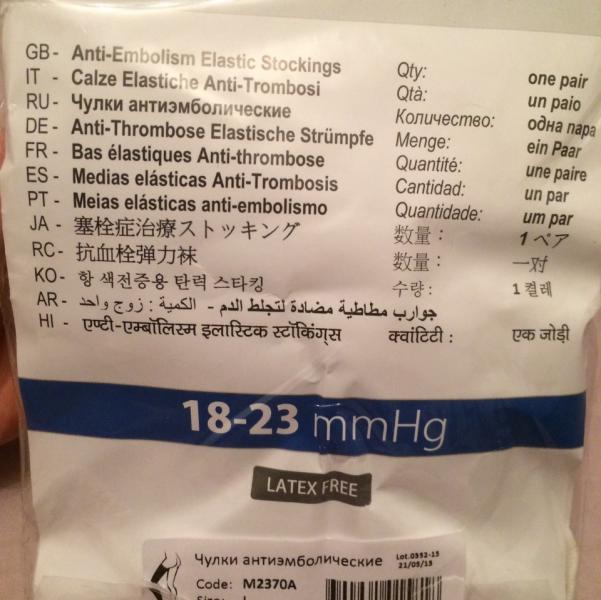 GB - Anti-Embolism Elastic Stockings Qty: one pair
IT - Calze Elastiche Anti-Trombosi Qtà: un paio
RU - Чулки антиэмболические Количество: одна пара
DE - Anti-Thrombose Elastische Strümpfe Menge: ein Paar
FR - Bas élastiques Anti-thrombose Quantité: une paire
ES - Medias elásticas Anti-Trombosis Cantidad: un par
PT - Meias elásticas anti-embolismo Quantidade: um par
JA - 塞栓症治療ストッキング 数量： 1 ペア
RC - 抗血栓弹力袜 数量： 一对
KO - 항 색전증용 탄력 스타킹 수량 : 1 켤레
AR - جوارب مطاطية مضادة لتجلط الدم - الكمية : زوج واحد
HI - एण्टी-एम्बॉलिस्म इलास्टिक स्टॉकिंग्स क्वांटिटी : एक जोड़ी
18-23 mmHg
LATEX FREE
Чулки антиэмболические Lot.0352-15
21/05/15
Code: M2370A